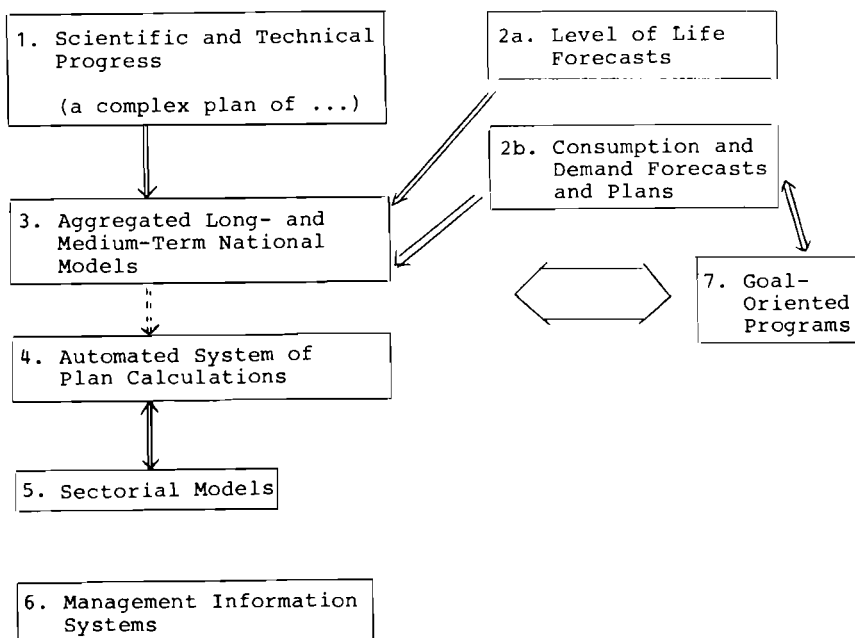 1. Scientific and Technical
Progress
(a complex plan of ...)
2a. Level of Life
Forecasts
2b. Consumption and
Demand Forecasts
and Plans
3. Aggregated Long- and
Medium-Term National
Models
7. Goal-
Oriented
Programs
4. Automated System of
Plan Calculations
5. Sectorial Models
6. Management Information
Systems